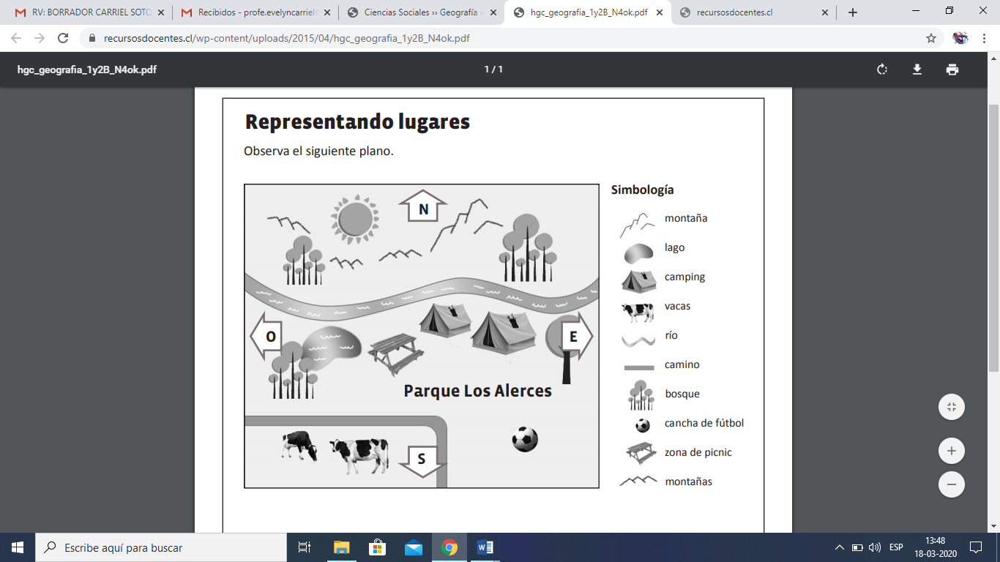 RV: BORRADOR CARRIEL SOTO
Recibidos - profe.evelyncarriel
Ciencias Sociales ›› Geografía ›
hgc_geografia_1y2B_N4ok.pdf
recursosdocentes.cl
recursosdocentes.cl/wp-content/uploads/2015/04/hgc_geografia_1y2B_N4ok.pdf
hgc_geografia_1y2B_N4ok.pdf
1 / 1
Representando lugares
Observa el siguiente plano.
N
O
E
Parque Los Alerces
S
Simbología
montaña
lago
camping
vacas
río
camino
bosque
cancha de fútbol
zona de picnic
montañas
Escribe aquí para buscar
ESP
13:48
18-03-2020